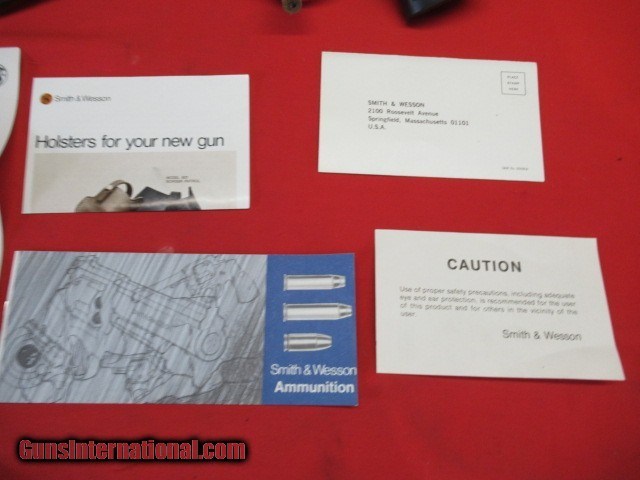 Smith & Wesson
Holsters for your new gun
SMITH & WESSON
2100 Roosevelt Avenue
Springfield, Massachusetts 01101
U.S.A.
Smith & Wesson
Ammunition
CAUTION
Use of proper safety precautions, including adequate
eye and ear protection, is recommended for the user
of this product and for others in the vicinity of the
user.
Smith & Wesson
GunsInternational.com